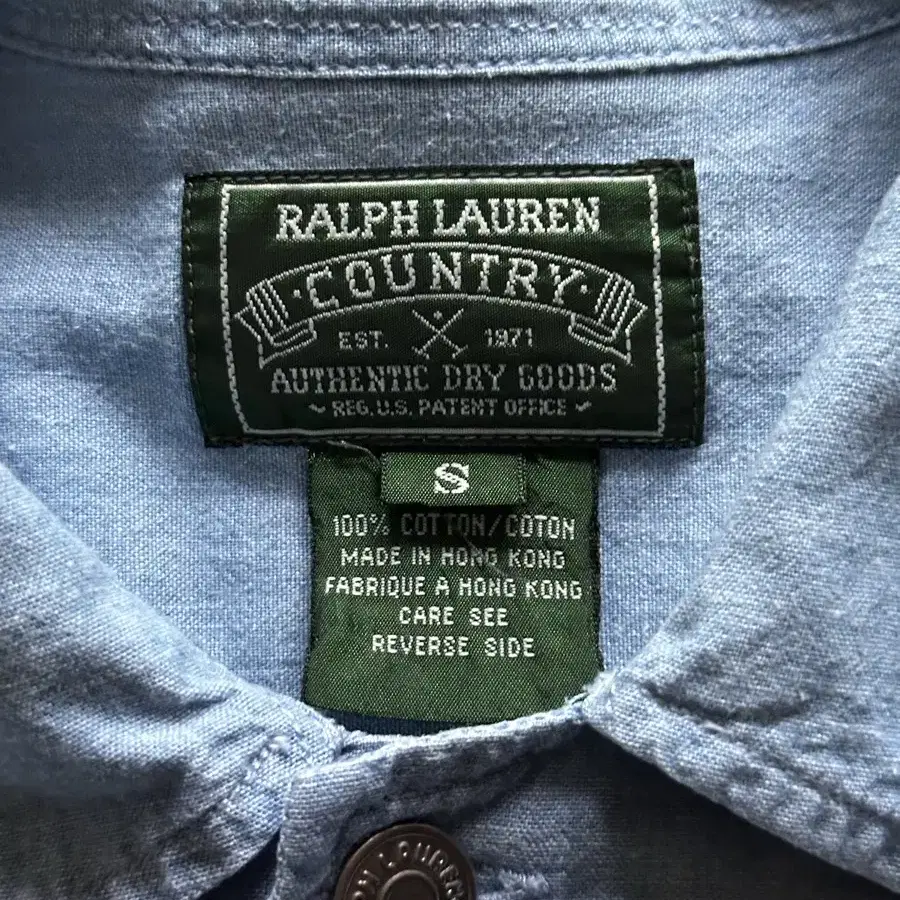 RALPH LAUREN
COUNTRY
EST. 1971
AUTHENTIC DRY GOODS
REG. U.S. PATENT OFFICE
S
100% COTTON/COTON
MADE IN HONG KONG
FABRIQUE A HONG KONG
CARE SEE
REVERSE SIDE
LAUREN